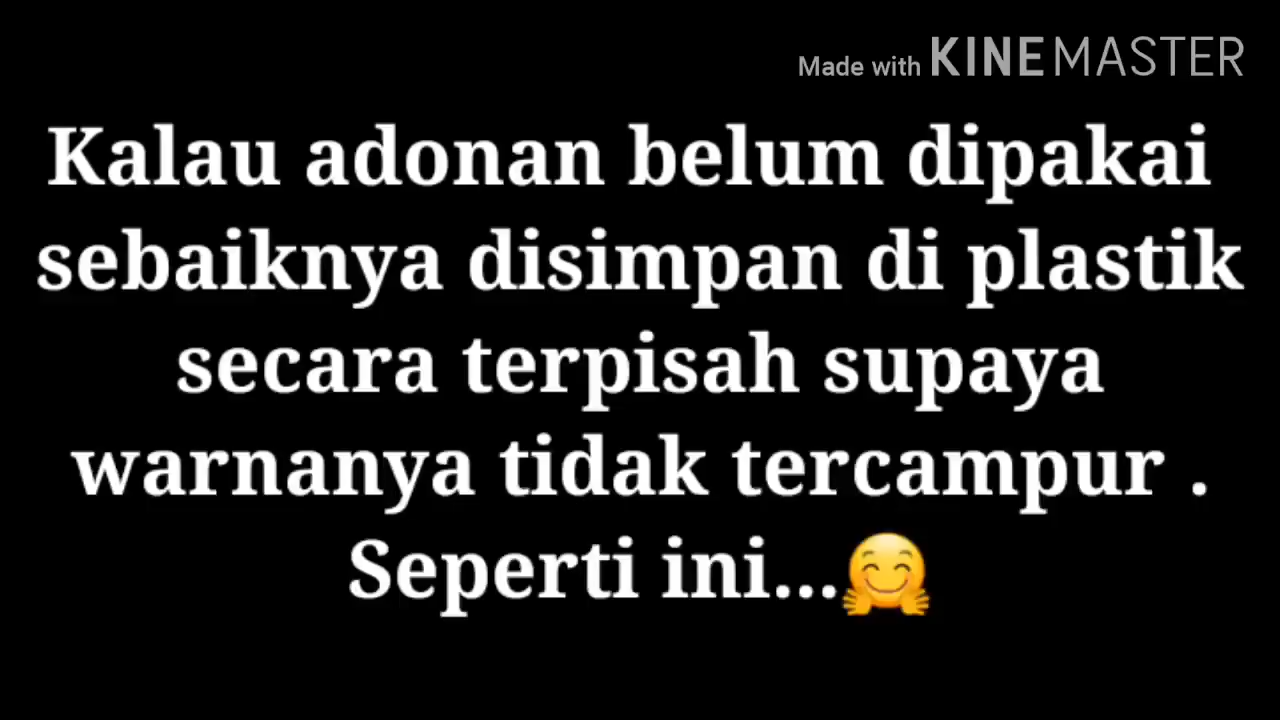 Made with KINEMASTER
Kalau adonan belum dipakai
sebaiknya disimpan di plastik
secara terpisah supaya
warnanya tidak tercampur .
Seperti ini...🤗